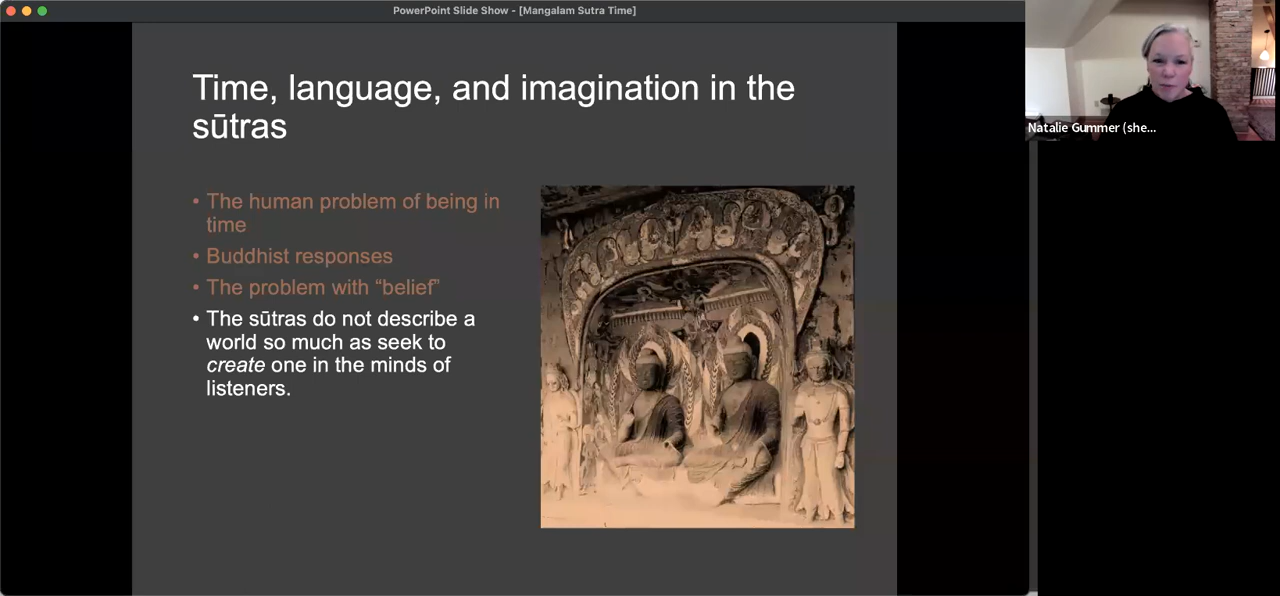 PowerPoint Slide Show - [Mangalam Sutra Time]
Time, language, and imagination in the
sūtras
• The human problem of being in
time
• Buddhist responses
• The problem with “belief”
• The sūtras do not describe a
world so much as seek to
create one in the minds of
listeners.
Natalie Gummer (she...